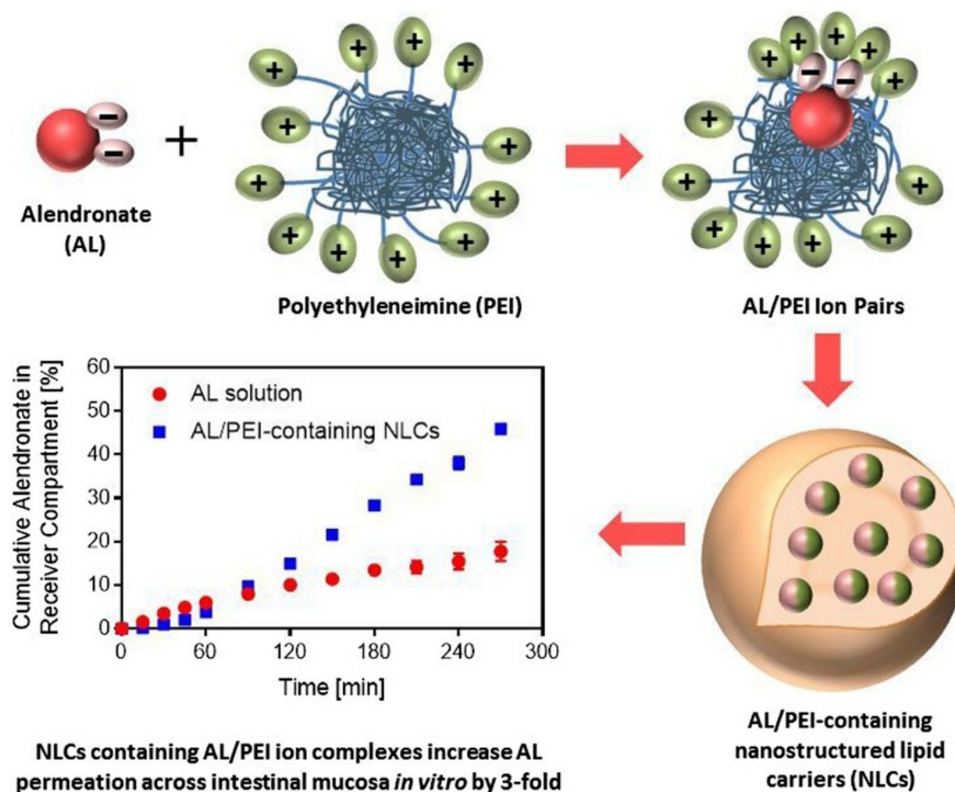 Alendronate
(AL)
+
Polyethyleneimine (PEI)
AL/PEI Ion Pairs
Cumulative Alendronate in
Receiver Compartment [%]
60
50
40
30
20
10
0
AL solution
AL/PEI-containing NLCs
0 60 120 180 240 300
Time [min]
NLCs containing AL/PEI ion complexes increase AL
permeation across intestinal mucosa in vitro by 3-fold
AL/PEI-containing
nanostructured lipid
carriers (NLCs)